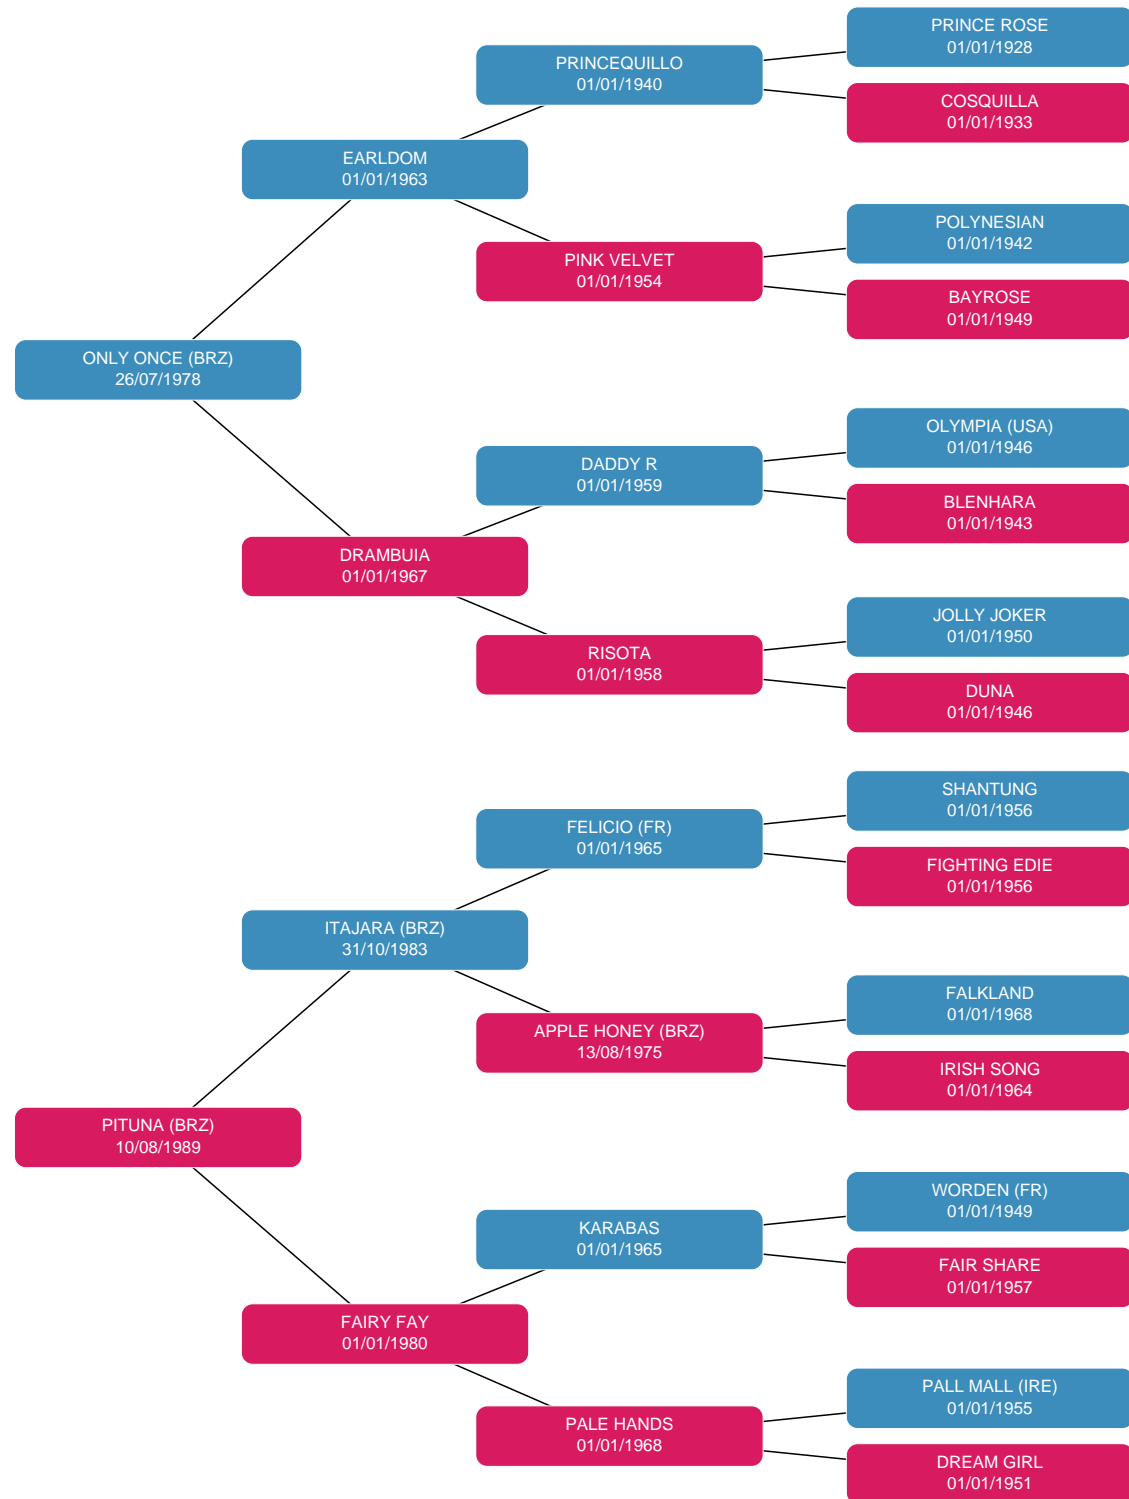 PRINCE ROSE
01/01/1928
PRINCEQUILLO
01/01/1940
COSQUILLA
01/01/1933
EARLDOM
01/01/1963
POLYNESIAN
01/01/1942
PINK VELVET
01/01/1954
BAYROSE
01/01/1949
ONLY ONCE (BRZ)
26/07/1978
OLYMPIA (USA)
01/01/1946
DADDY R
01/01/1959
BLENHARA
01/01/1943
DRAMBUIA
01/01/1967
JOLLY JOKER
01/01/1950
RISOTA
01/01/1958
DUNA
01/01/1946
SHANTUNG
01/01/1956
FELICIO (FR)
01/01/1965
FIGHTING EDIE
01/01/1956
ITAJARA (BRZ)
31/10/1983
FALKLAND
01/01/1968
APPLE HONEY (BRZ)
13/08/1975
IRISH SONG
01/01/1964
PITUNA (BRZ)
10/08/1989
WORDEN (FR)
01/01/1949
KARABAS
01/01/1965
FAIR SHARE
01/01/1957
FAIRY FAY
01/01/1980
PALL MALL (IRE)
01/01/1955
PALE HANDS
01/01/1968
DREAM GIRL
01/01/1951